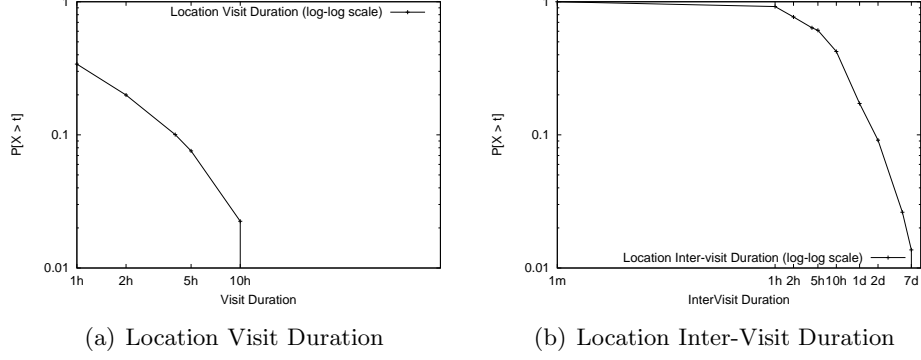 1
0.1
0.01
P[X > t]
Location Visit Duration (log-log scale)
1h 2h 5h 10h
Visit Duration
(a) Location Visit Duration
1
0.1
0.01
P[X > t]
Location Inter-visit Duration (log-log scale)
1m 1h 2h 5h 10h 1d 2d 7d
InterVisit Duration
(b) Location Inter-Visit Duration